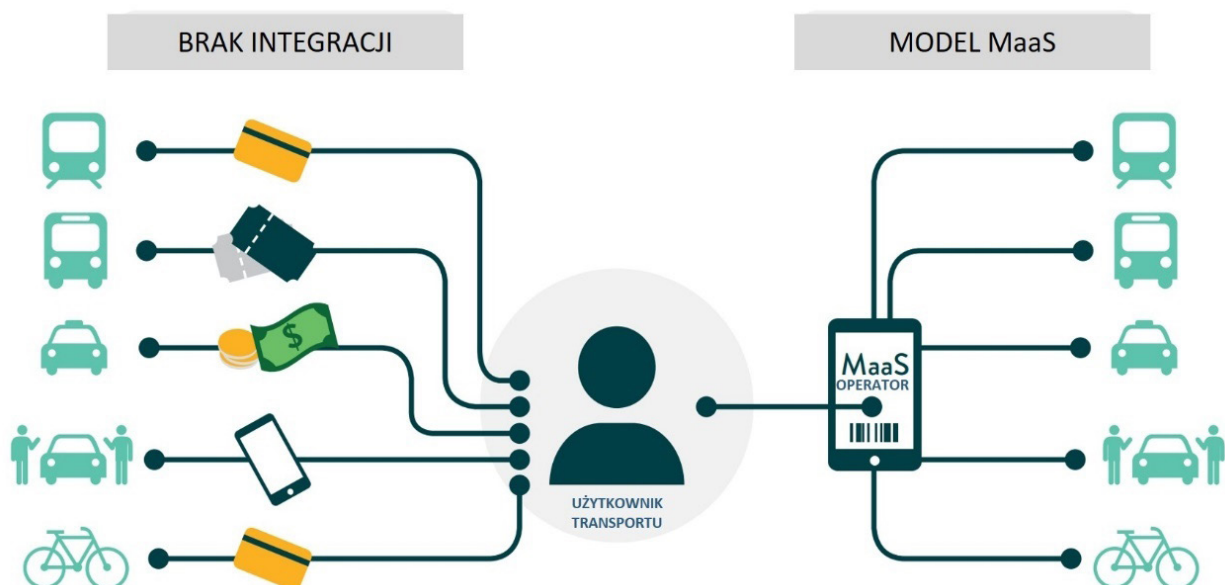 BRAK INTEGRACJI
MODEL MaaS
$
MaaS
OPERATOR
UŻYTKOWNIK
TRANSPORTU